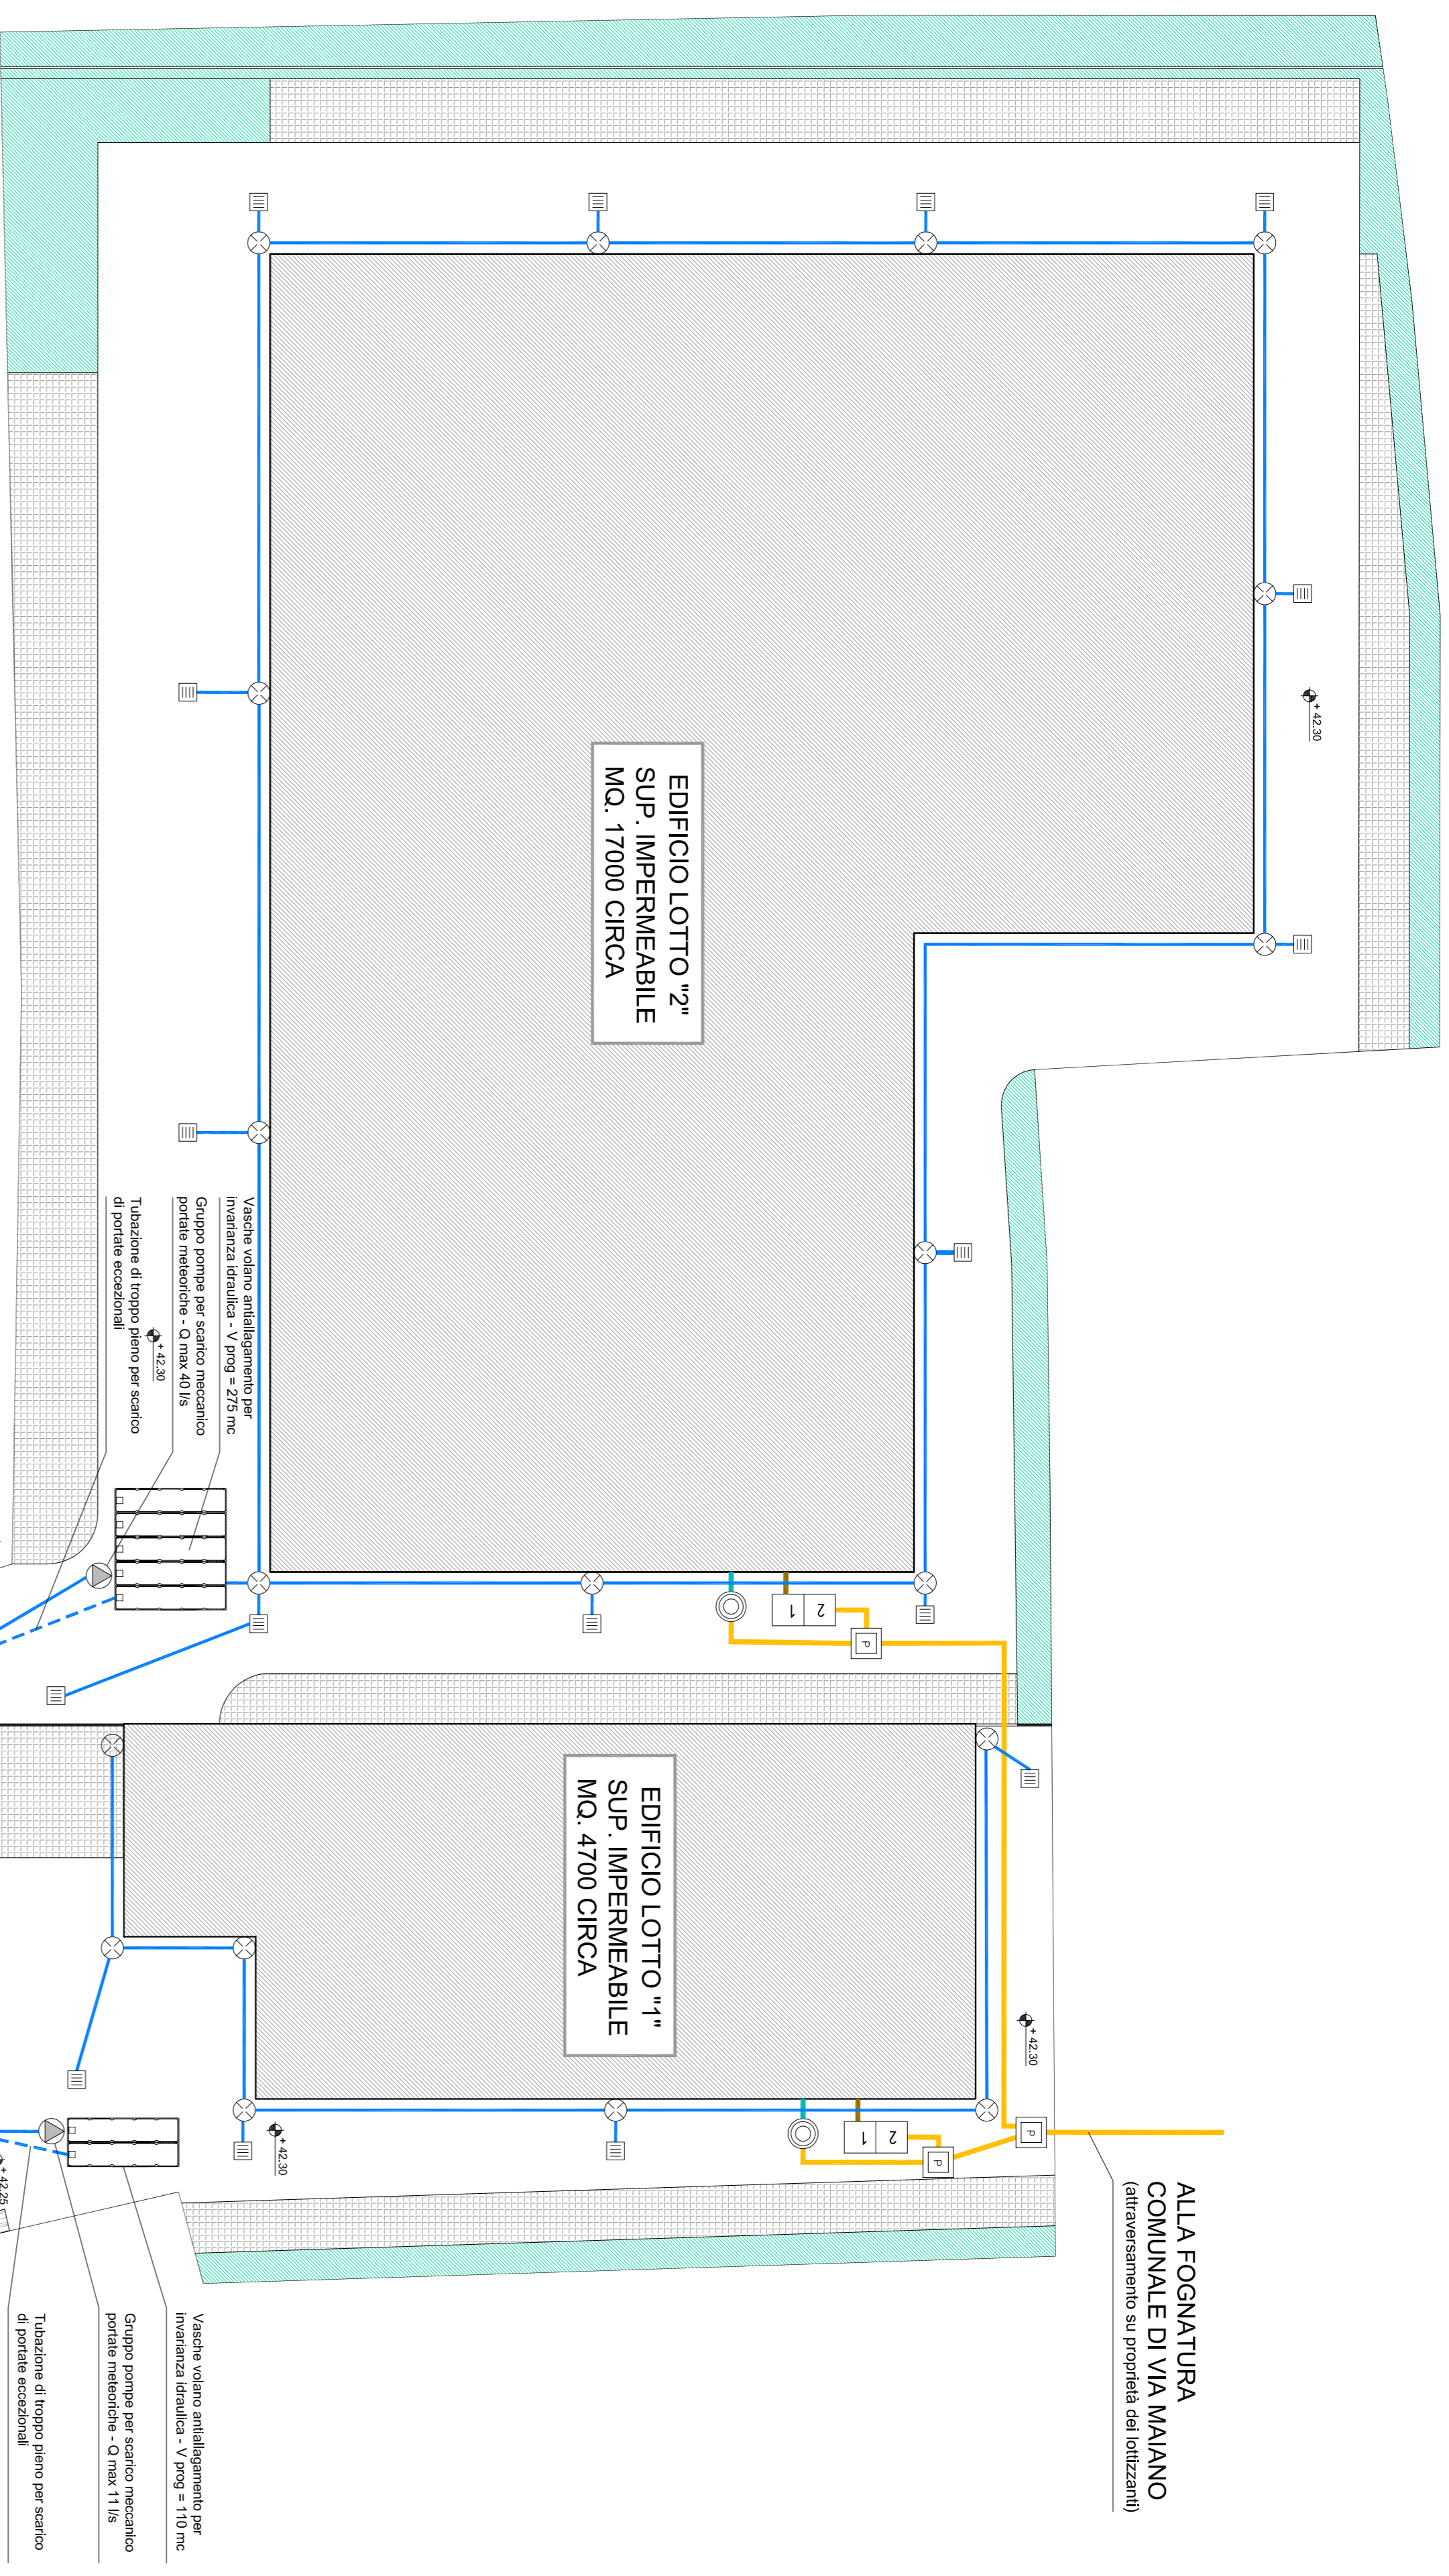 + 42.30
EDIFICIO LOTTO "2"
SUP. IMPERMEABILE
MQ. 17000 CIRCA
Vasche volano antiallagamento per
invarianza idraulica - V prog = 275 mc
Gruppo pompe per scarico meccanico
portate meteoriche - Q max 40 l/s
+ 42.30
Tubazione di troppo pieno per scarico
di portate eccezionali
2
1
P
EDIFICIO LOTTO "1"
SUP. IMPERMEABILE
MQ. 4700 CIRCA
+ 42.30
+ 42.30
P
2
1
P
ALLA FOGNATURA
COMUNALE DI VIA MAIANO
(attraversamento su proprietà dei lottizzanti)
+ 42.25
Vasche volano antiallagamento per
invarianza idraulica - V prog = 110 mc
Gruppo pompe per scarico meccanico
portate meteoriche - Q max 11 l/s
Tubazione di troppo pieno per scarico
di portate eccezionali